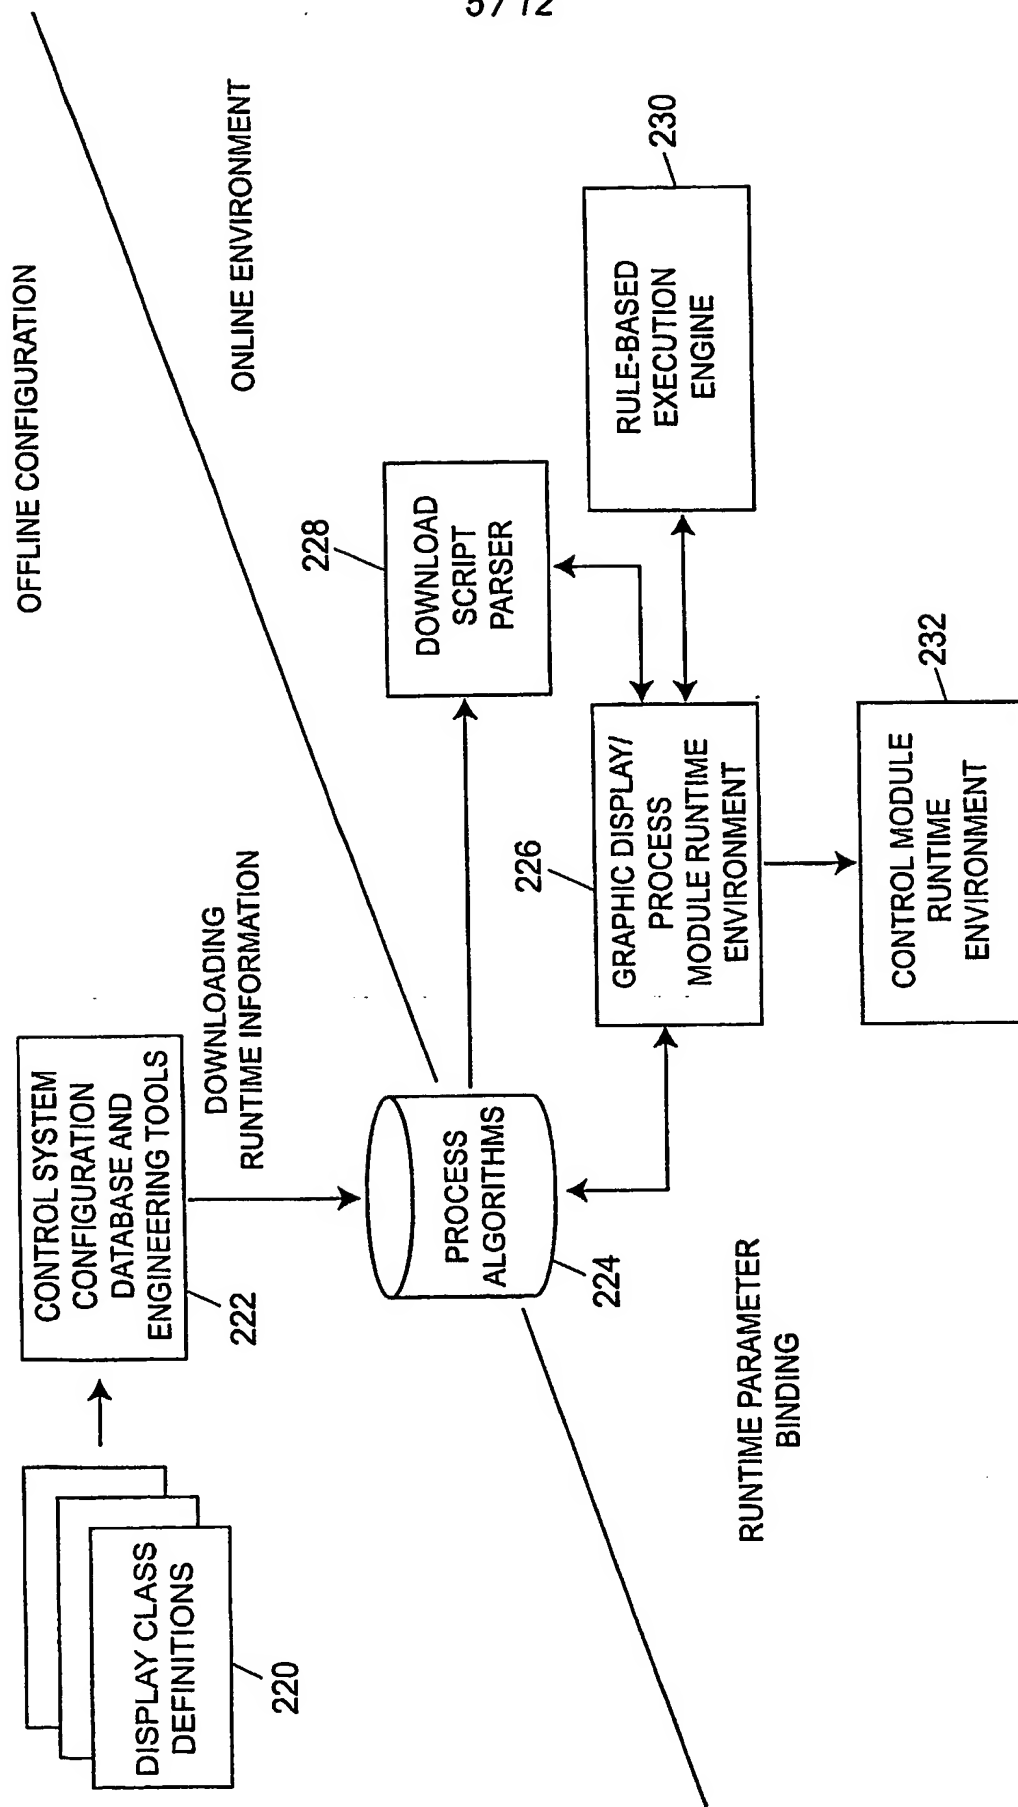 5/12
OFFLINE CONFIGURATION
ONLINE ENVIRONMENT
DISPLAY CLASS
DEFINITIONS
220
CONTROL SYSTEM
CONFIGURATION
DATABASE AND
ENGINEERING TOOLS
222
DOWNLOADING
RUNTIME INFORMATION
PROCESS
ALGORITHMS
224
RUNTIME PARAMETER
BINDING
228
DOWNLOAD
SCRIPT
PARSER
226
GRAPHIC DISPLAY/
PROCESS
MODULE RUNTIME
ENVIRONMENT
RULE-BASED
EXECUTION
ENGINE
230
CONTROL MODULE
RUNTIME
ENVIRONMENT
232